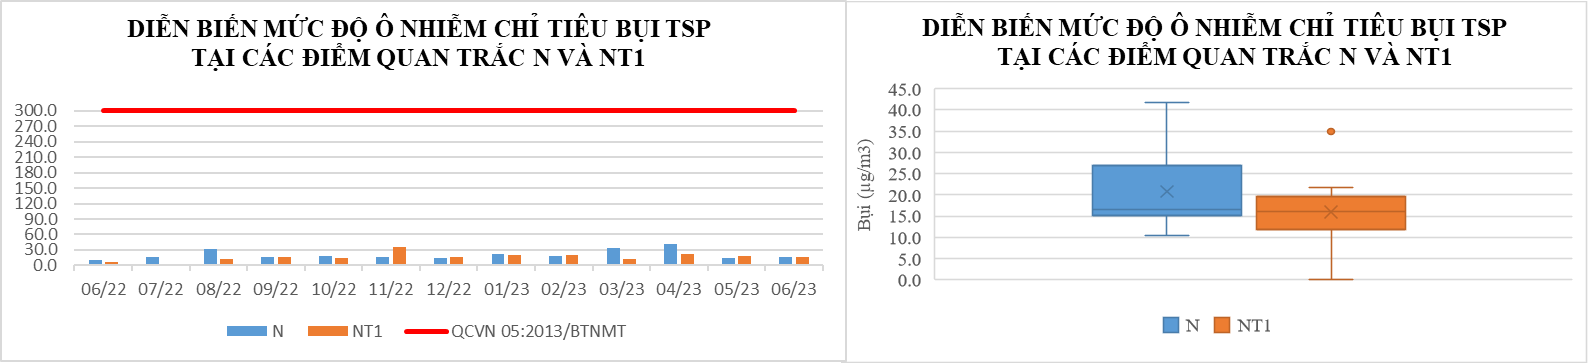 DIỄN BIẾN MỨC ĐỘ Ô NHIỄM CHỈ TIÊU BỤI TSP
TẠI CÁC ĐIỂM QUAN TRẮC N VÀ NT1
300.0
270.0
240.0
210.0
180.0
150.0
120.0
90.0
60.0
30.0
0.0
06/22 07/22 08/22 09/22 10/22 11/22 12/22 01/23 02/23 03/23 04/23 05/23 06/23
N NT1 QCVN 05:2013/BTNMT
DIỄN BIẾN MỨC ĐỘ Ô NHIỄM CHỈ TIÊU BỤI TSP
TẠI CÁC ĐIỂM QUAN TRẮC N VÀ NT1
Bụi (µg/m3)
45.0
40.0
35.0
30.0
25.0
20.0
15.0
10.0
5.0
0.0
N NT1